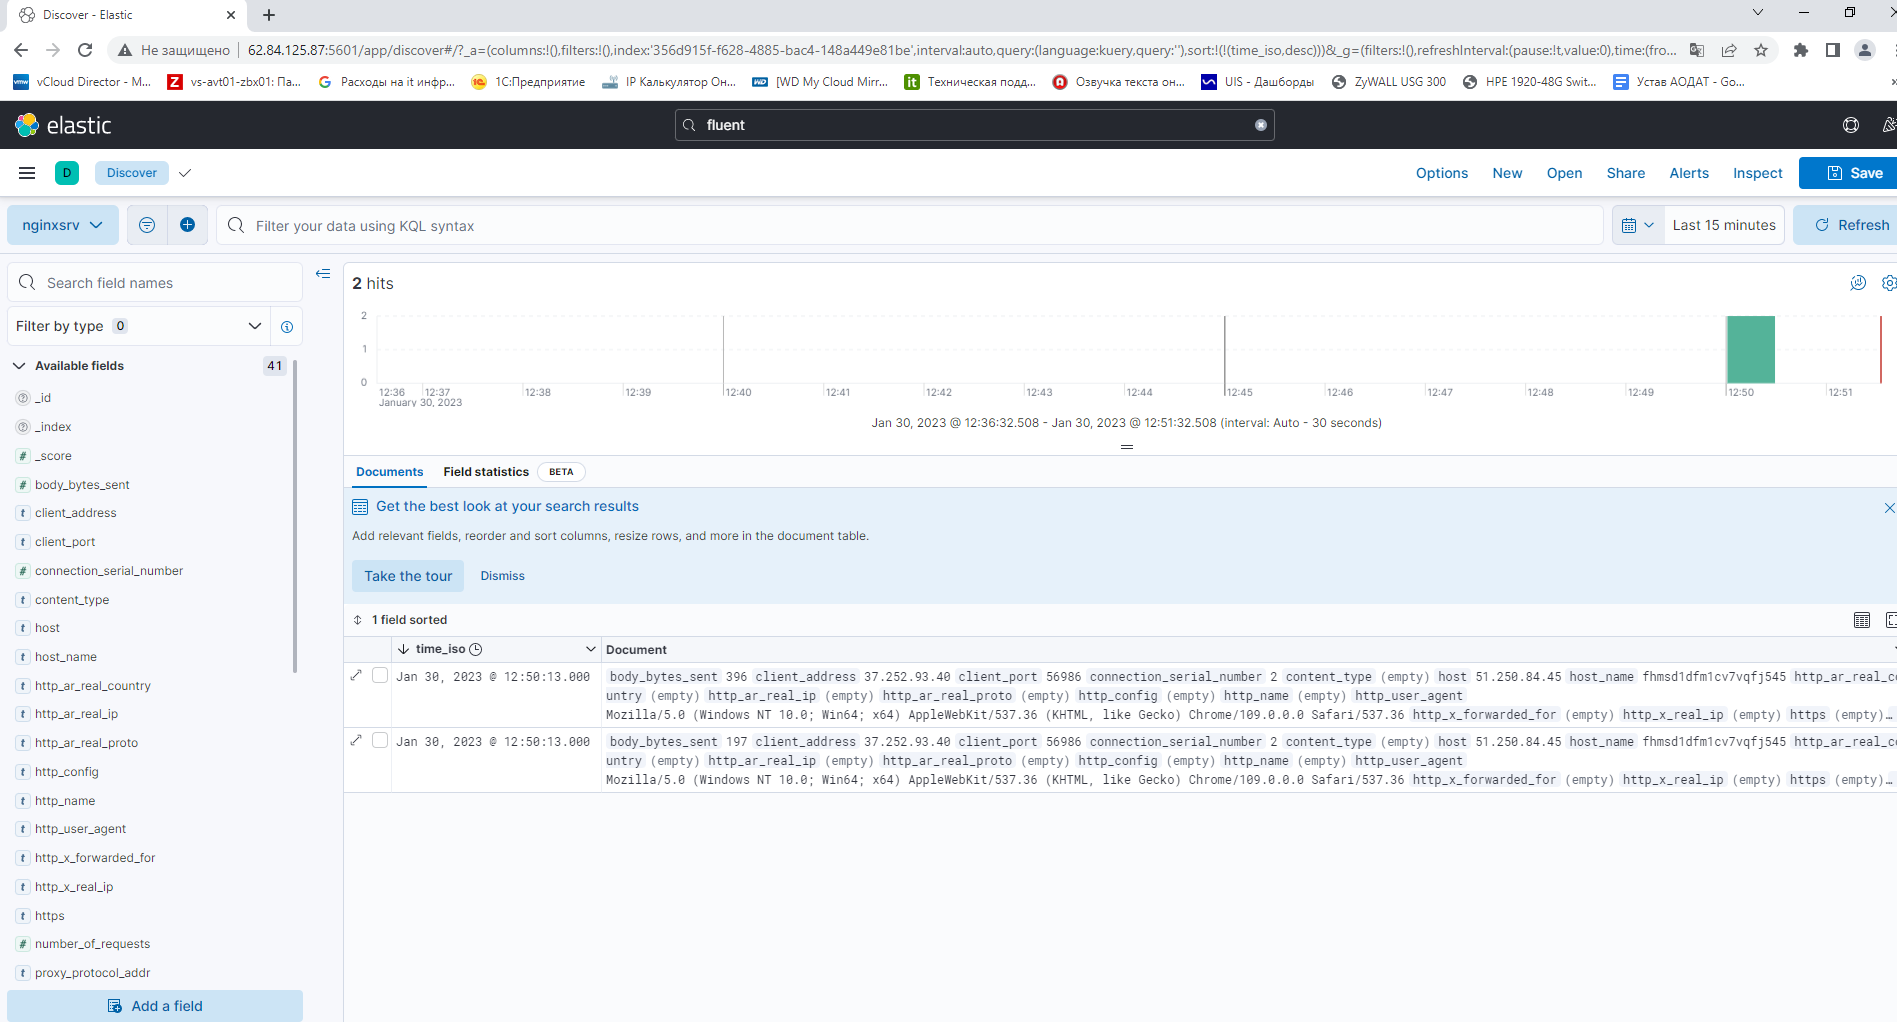 Discover - Elastic
Не защищено 62.84.125.87:5601/app/discover#/?_a=(columns:!(),filters:!(),index:'356d915f-f628-4885-bac4-148a449e81be',interval:auto,query:(language:kuery,query:''),sort:!(!(time_iso,desc)))&_g=(filters:!(),refreshInterval:(pause:!t,value:0),time:(fro...
vCloud Director - M... vs-avt01-zbx01: Па... Расходы на it инфр... 1С:Предприятие IP Калькулятор Он... [WD My Cloud Mirr... Техническая подд... Озвучка текста он... UIS - Дашборды ZyWALL USG 300 HPE 1920-48G Swit... Устав АОДАТ - Go...
elastic fluent
D Discover Options New Open Share Alerts Inspect Save
nginxsrv Filter your data using KQL syntax Last 15 minutes Refresh
Search field names
Filter by type 0
Available fields 41
_id
_index
_score
body_bytes_sent
client_address
client_port
connection_serial_number
content_type
host
host_name
http_ar_real_country
http_ar_real_ip
http_ar_real_proto
http_config
http_name
http_user_agent
http_x_forwarded_for
http_x_real_ip
https
number_of_requests
proxy_protocol_addr
Add a field
2 hits
2
1
0
12:36 12:37 12:38 12:39 12:40 12:41 12:42 12:43 12:44 12:45 12:46 12:47 12:48 12:49 12:50 12:51
January 30, 2023
Jan 30, 2023 @ 12:36:32.508 - Jan 30, 2023 @ 12:51:32.508 (interval: Auto - 30 seconds)
Documents Field statistics BETA
Get the best look at your search results
Add relevant fields, reorder and sort columns, resize rows, and more in the document table.
Take the tour Dismiss
1 field sorted
time_iso Document
Jan 30, 2023 @ 12:50:13.000 body_bytes_sent 396 client_address 37.252.93.40 client_port 56986 connection_serial_number 2 content_type (empty) host 51.250.84.45 host_name fhmsd1dfm1cv7vqfj545 http_ar_real_co
untry (empty) http_ar_real_ip (empty) http_ar_real_proto (empty) http_config (empty) http_name (empty) http_user_agent
Mozilla/5.0 (Windows NT 10.0; Win64; x64) AppleWebKit/537.36 (KHTML, like Gecko) Chrome/109.0.0.0 Safari/537.36 http_x_forwarded_for (empty) http_x_real_ip (empty) https (empty)…
Jan 30, 2023 @ 12:50:13.000 body_bytes_sent 197 client_address 37.252.93.40 client_port 56986 connection_serial_number 2 content_type (empty) host 51.250.84.45 host_name fhmsd1dfm1cv7vqfj545 http_ar_real_co
untry (empty) http_ar_real_ip (empty) http_ar_real_proto (empty) http_config (empty) http_name (empty) http_user_agent
Mozilla/5.0 (Windows NT 10.0; Win64; x64) AppleWebKit/537.36 (KHTML, like Gecko) Chrome/109.0.0.0 Safari/537.36 http_x_forwarded_for (empty) http_x_real_ip (empty) https (empty)…